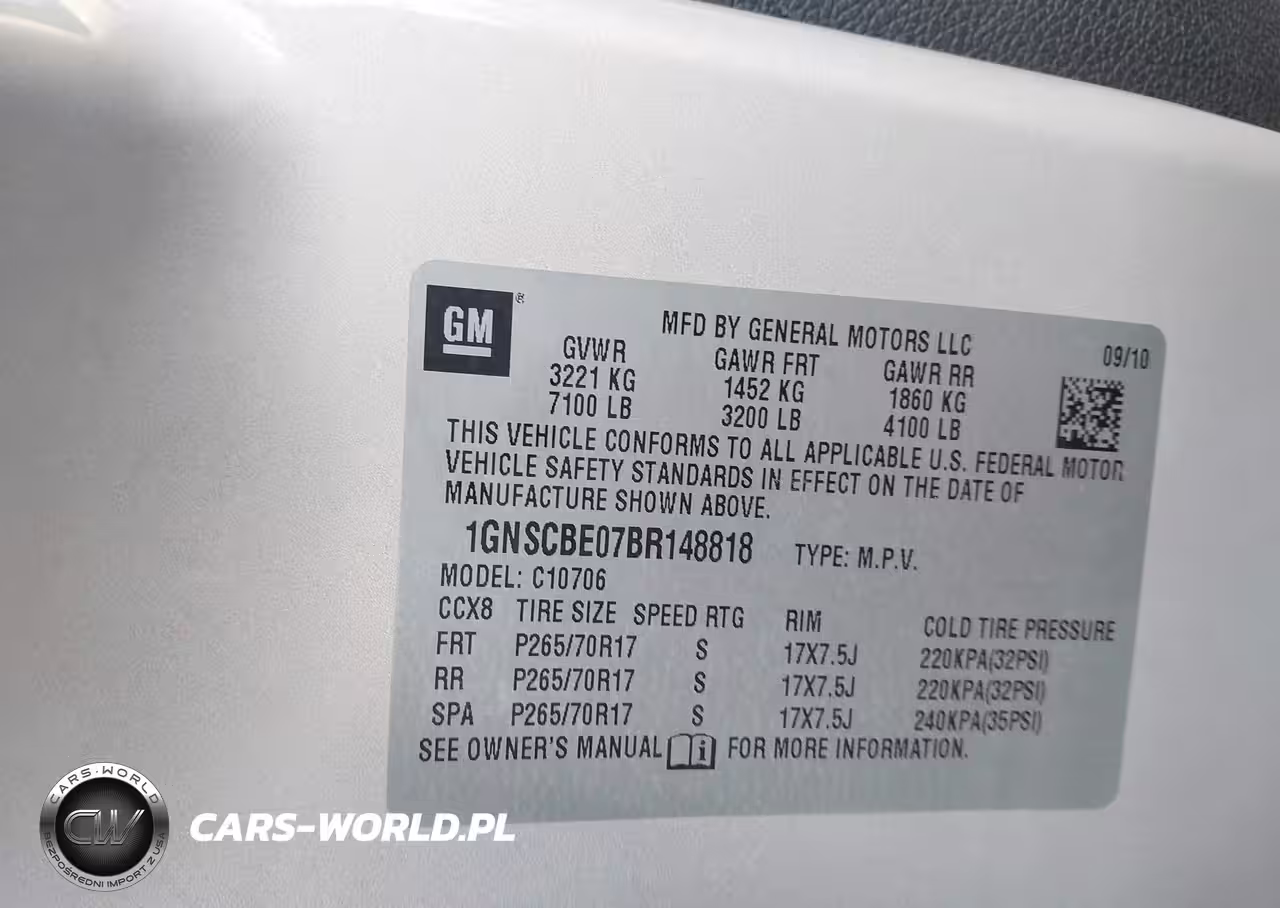 GM ®
MFD BY GENERAL MOTORS LLC
09/10
GVWR GAWR FRT GAWR RR
3221 KG 1452 KG 1860 KG
7100 LB 3200 LB 4100 LB
THIS VEHICLE CONFORMS TO ALL APPLICABLE U.S. FEDERAL MOTOR
VEHICLE SAFETY STANDARDS IN EFFECT ON THE DATE OF
MANUFACTURE SHOWN ABOVE.
1GNSCBE07BR148818 TYPE: M.P.V.
MODEL: C10706
CCX8 TIRE SIZE SPEED RTG RIM COLD TIRE PRESSURE
FRT P265/70R17 S 17X7.5J 220KPA(32PSI)
RR P265/70R17 S 17X7.5J 220KPA(32PSI)
SPA P265/70R17 S 17X7.5J 240KPA(35PSI)
SEE OWNER'S MANUAL i FOR MORE INFORMATION.
CARS-WORLD
CW
BEZPOŚREDNI IMPORT Z USA
CARS-WORLD.PL